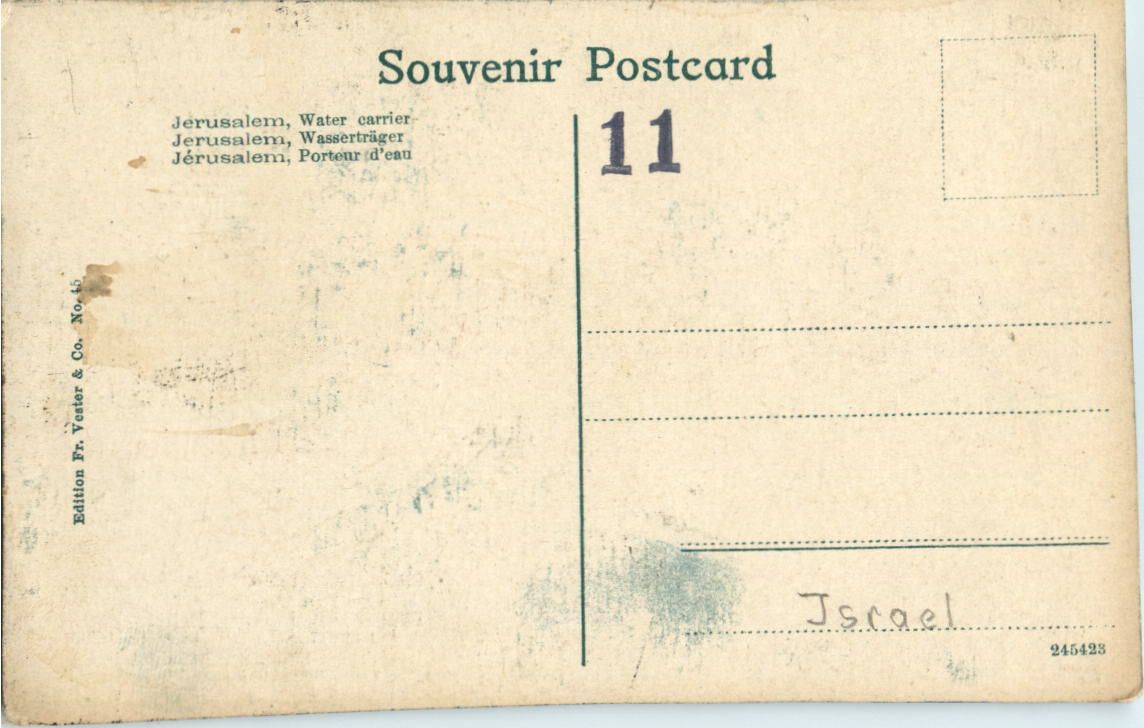 Souvenir Postcard
Jerusalem, Water carrier
Jerusalem, Wasserträger
Jérusalem, Porteur d'eau
11
Edition Fr. Vester & Co. No. 45
Israel
245423